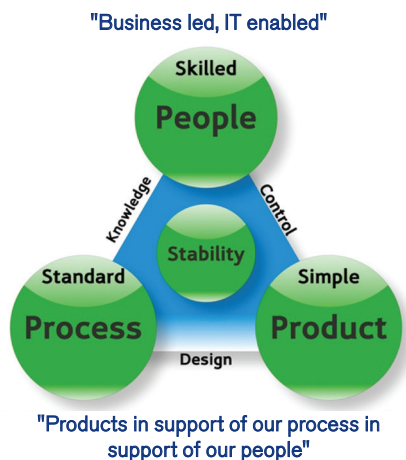 "Business led, IT enabled"
Skilled
People
Knowledge
Control
Stability
Standard
Process
Simple
Product
Design
"Products in support of our process in
support of our people"